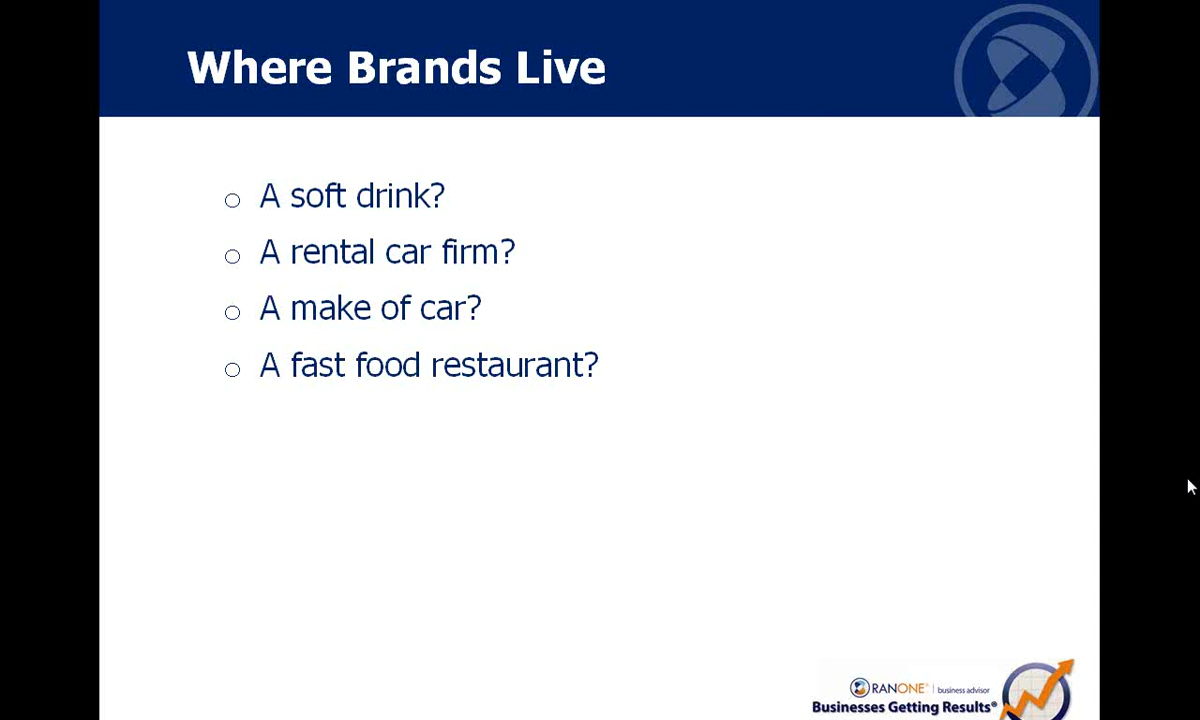 Where Brands Live
A soft drink?
A rental car firm?
A make of car?
A fast food restaurant?
RANONE® | business advisor
Businesses Getting Results®